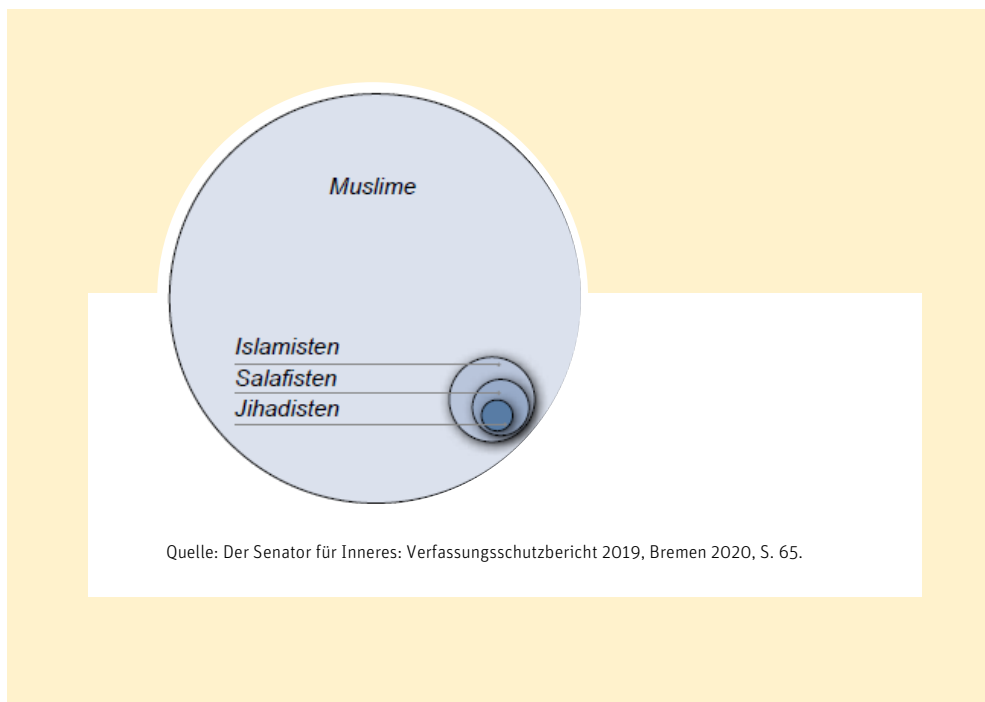 Muslime
Islamisten
Salafisten
Jihadisten
Quelle: Der Senator für Inneres: Verfassungsschutzbericht 2019, Bremen 2020, S. 65.